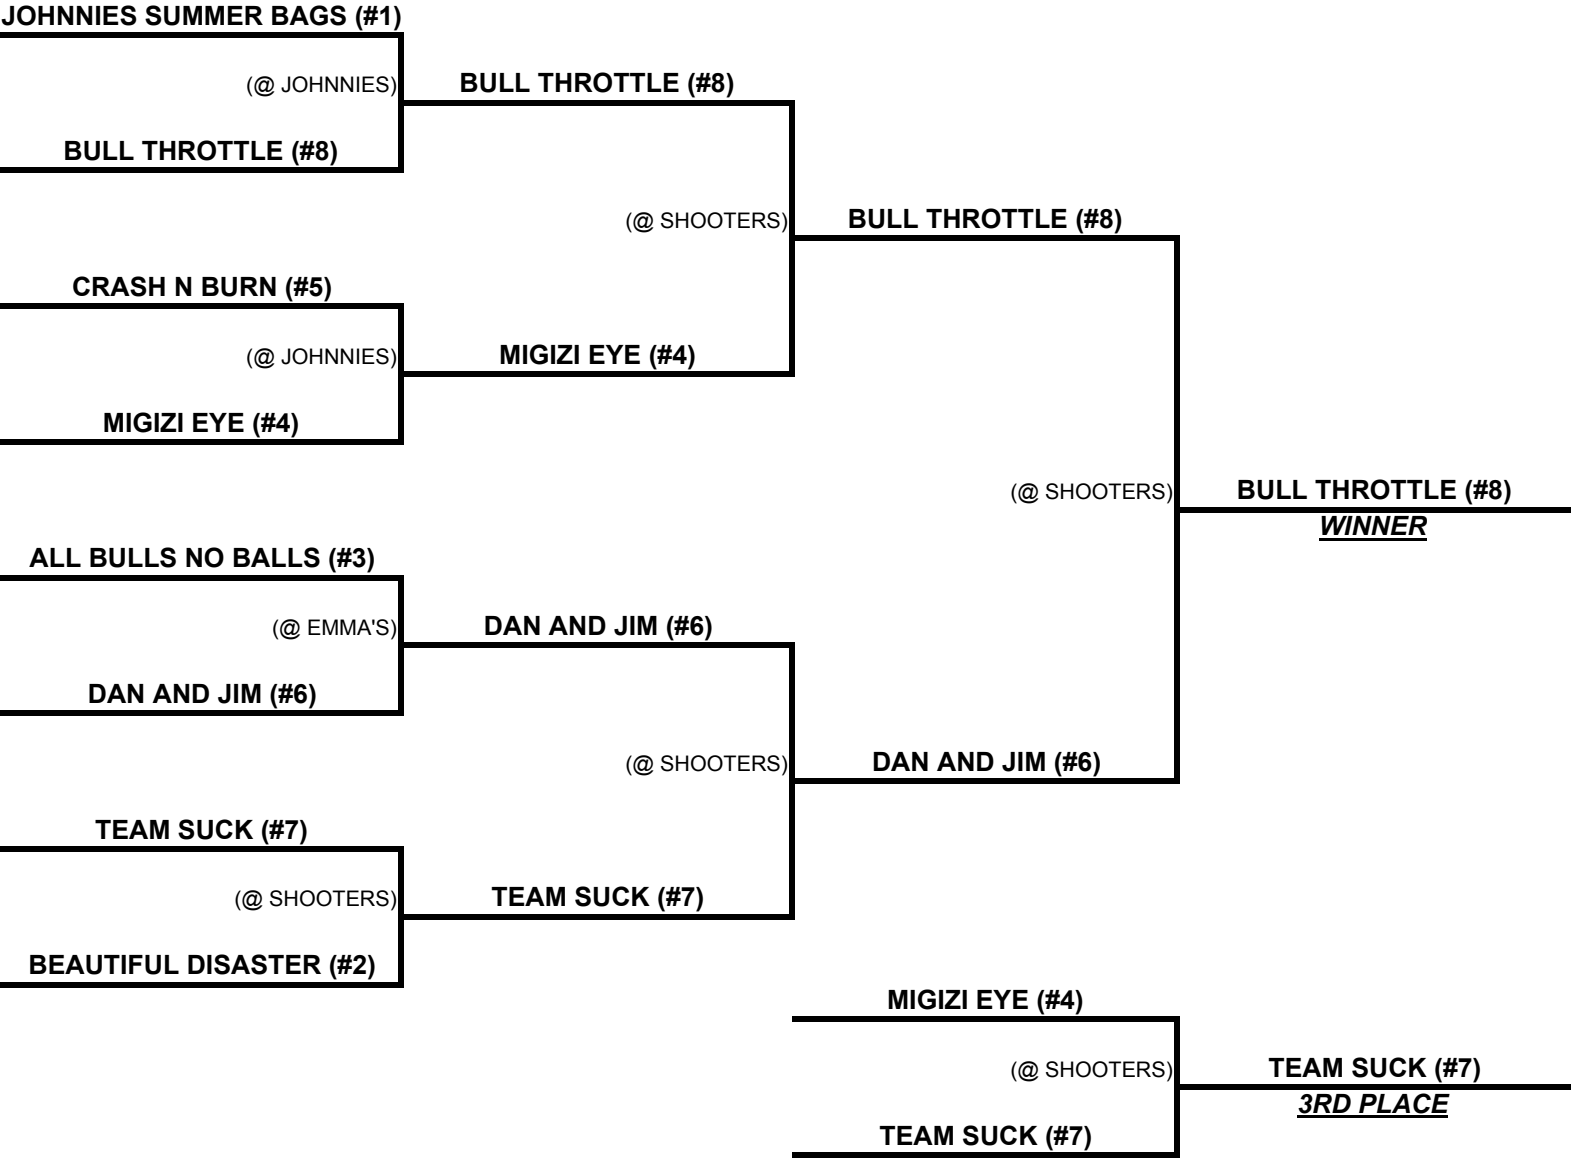 JOHNNIES SUMMER BAGS (#1)
(@ JOHNNIES)
BULL THROTTLE (#8)
BULL THROTTLE (#8)
(@ SHOOTERS)
BULL THROTTLE (#8)
CRASH N BURN (#5)
(@ JOHNNIES)
MIGIZI EYE (#4)
MIGIZI EYE (#4)
(@ SHOOTERS)
BULL THROTTLE (#8)
WINNER
ALL BULLS NO BALLS (#3)
(@ EMMA'S)
DAN AND JIM (#6)
DAN AND JIM (#6)
(@ SHOOTERS)
DAN AND JIM (#6)
TEAM SUCK (#7)
(@ SHOOTERS)
TEAM SUCK (#7)
BEAUTIFUL DISASTER (#2)
MIGIZI EYE (#4)
(@ SHOOTERS)
TEAM SUCK (#7)
3RD PLACE
TEAM SUCK (#7)